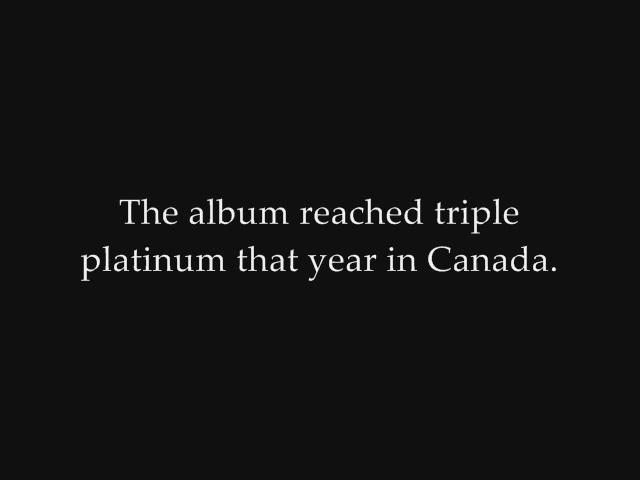 The album reached triple
platinum that year in Canada.